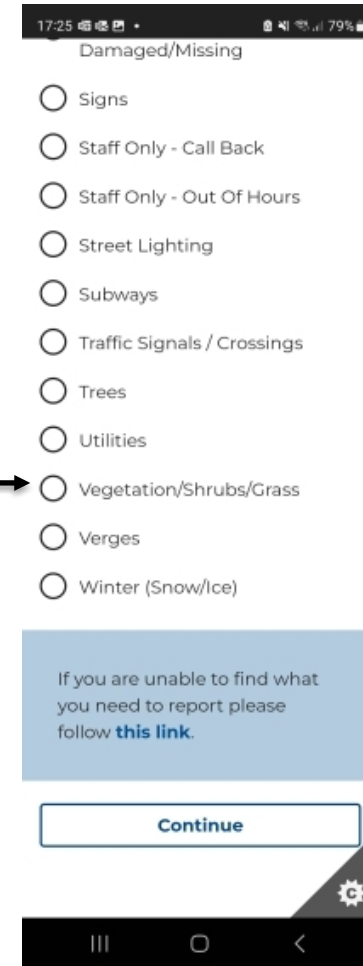 17:25
79%
Damaged/Missing
Signs
Staff Only - Call Back
Staff Only - Out Of Hours
Street Lighting
Subways
Traffic Signals / Crossings
Trees
Utilities
Vegetation/Shrubs/Grass
Verges
Winter (Snow/Ice)
If you are unable to find what
you need to report please
follow this link.
Continue
C